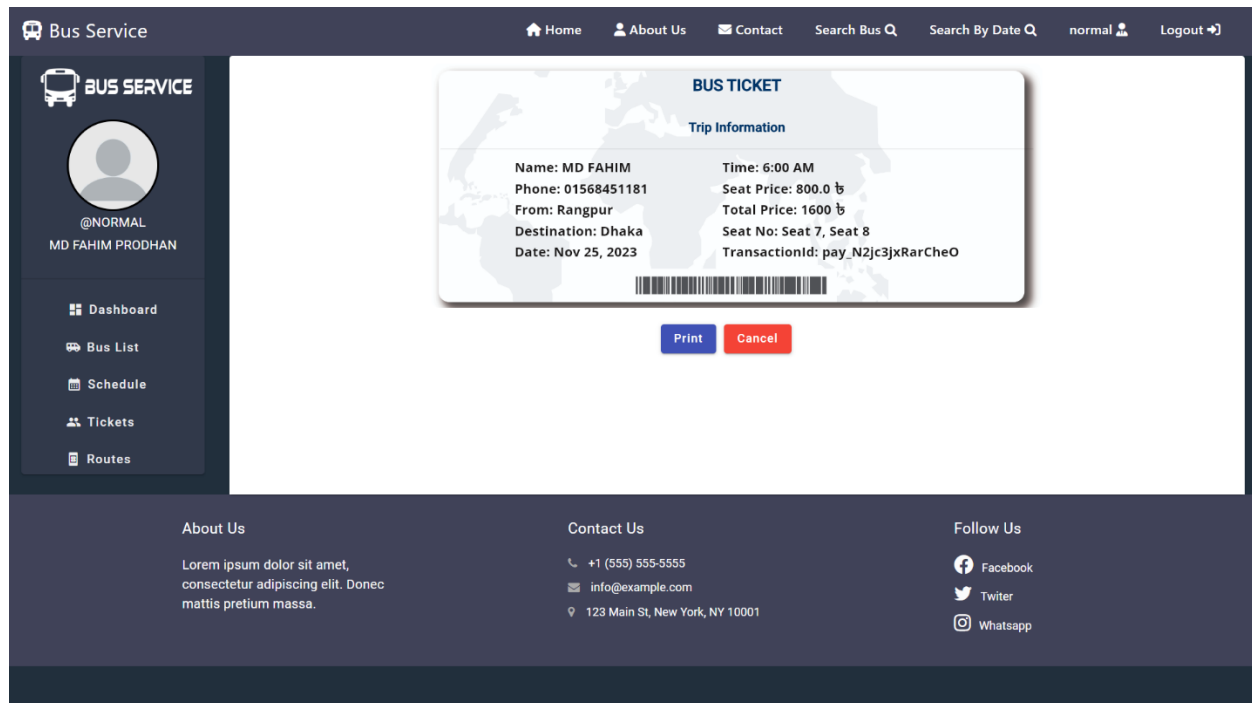 Bus Service
Home About Us Contact Search Bus Search By Date normal Logout
BUS SERVICE
@NORMAL
MD FAHIM PRODHAN
Dashboard
Bus List
Schedule
Tickets
Routes
BUS TICKET
Trip Information
Name: MD FAHIM
Phone: 01568451181
From: Rangpur
Destination: Dhaka
Date: Nov 25, 2023
Time: 6:00 AM
Seat Price: 800.0 ৳
Total Price: 1600 ৳
Seat No: Seat 7, Seat 8
TransactionId: pay_N2jc3jxRarCheO
Print Cancel
About Us
Lorem ipsum dolor sit amet,
consectetur adipiscing elit. Donec
mattis pretium massa.
Contact Us
+1 (555) 555-5555
info@example.com
123 Main St, New York, NY 10001
Follow Us
Facebook
Twiter
Whatsapp